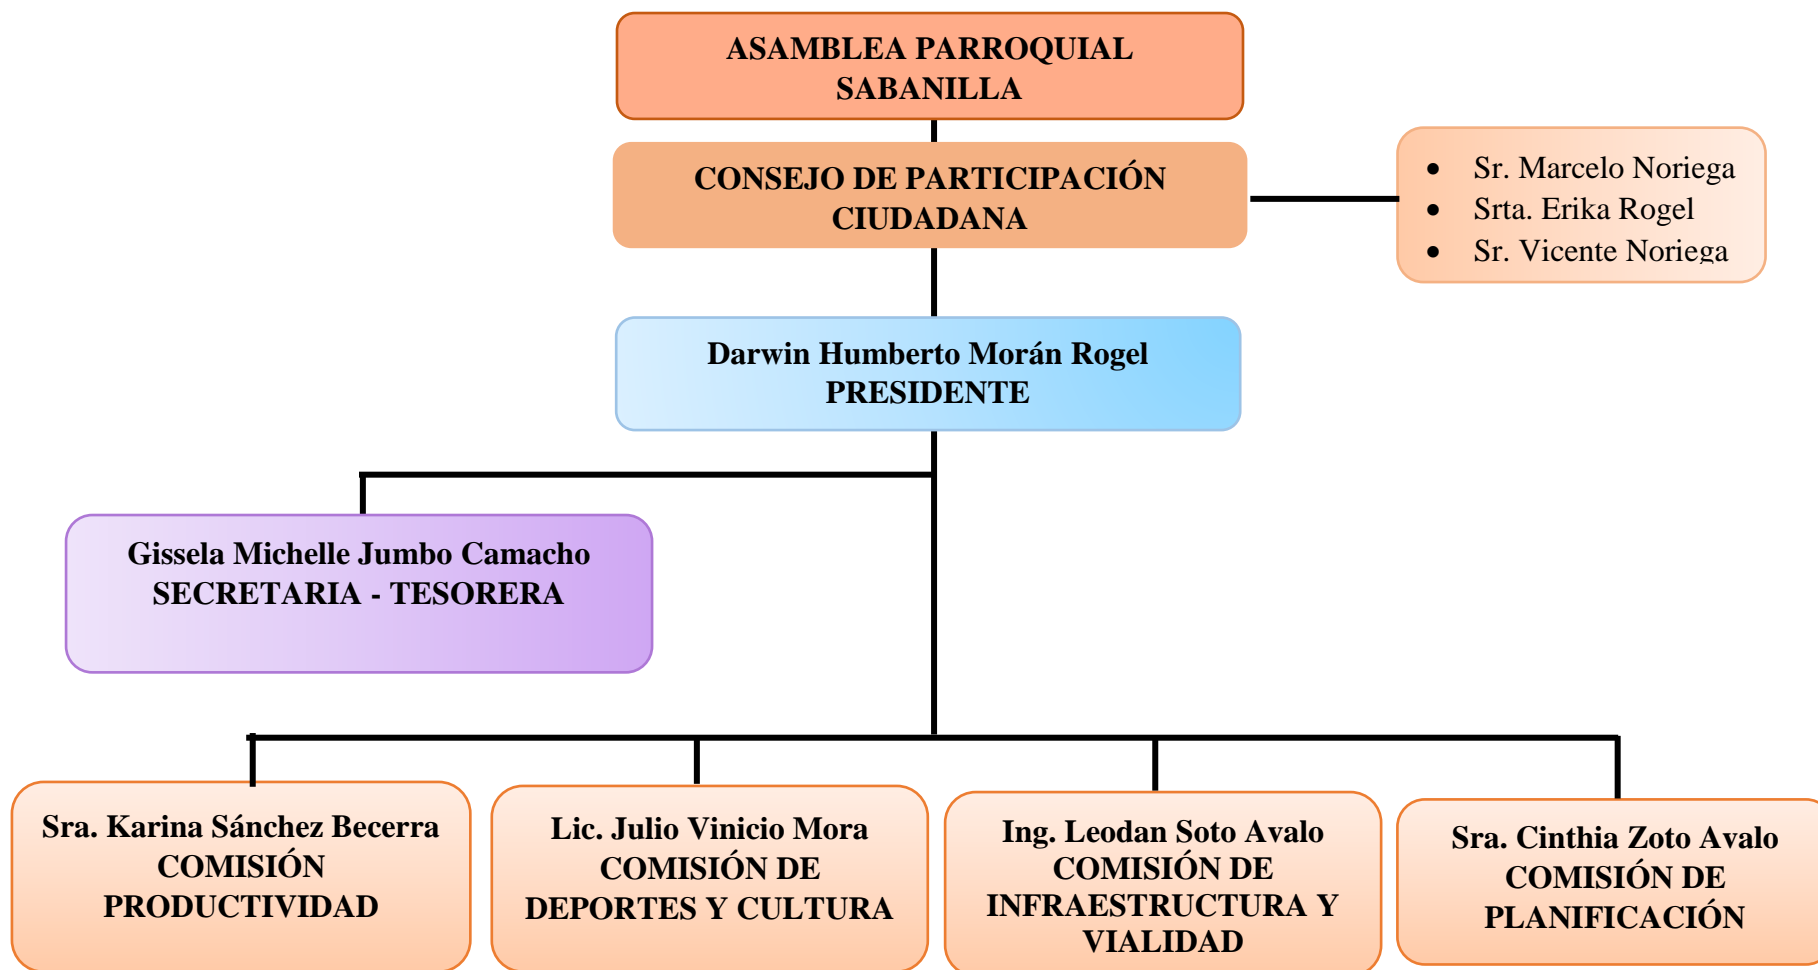 ASAMBLEA PARROQUIAL
SABANILLA
CONSEJO DE PARTICIPACIÓN
CIUDADANA
• Sr. Marcelo Noriega
• Srta. Erika Rogel
• Sr. Vicente Noriega
Darwin Humberto Morán Rogel
PRESIDENTE
Gissela Michelle Jumbo Camacho
SECRETARIA - TESORERA
Sra. Karina Sánchez Becerra
COMISIÓN
PRODUCTIVIDAD
Lic. Julio Vinicio Mora
COMISIÓN DE
DEPORTES Y CULTURA
Ing. Leodan Soto Avalo
COMISIÓN DE
INFRAESTRUCTURA Y
VIALIDAD
Sra. Cinthia Zoto Avalo
COMISIÓN DE
PLANIFICACIÓN